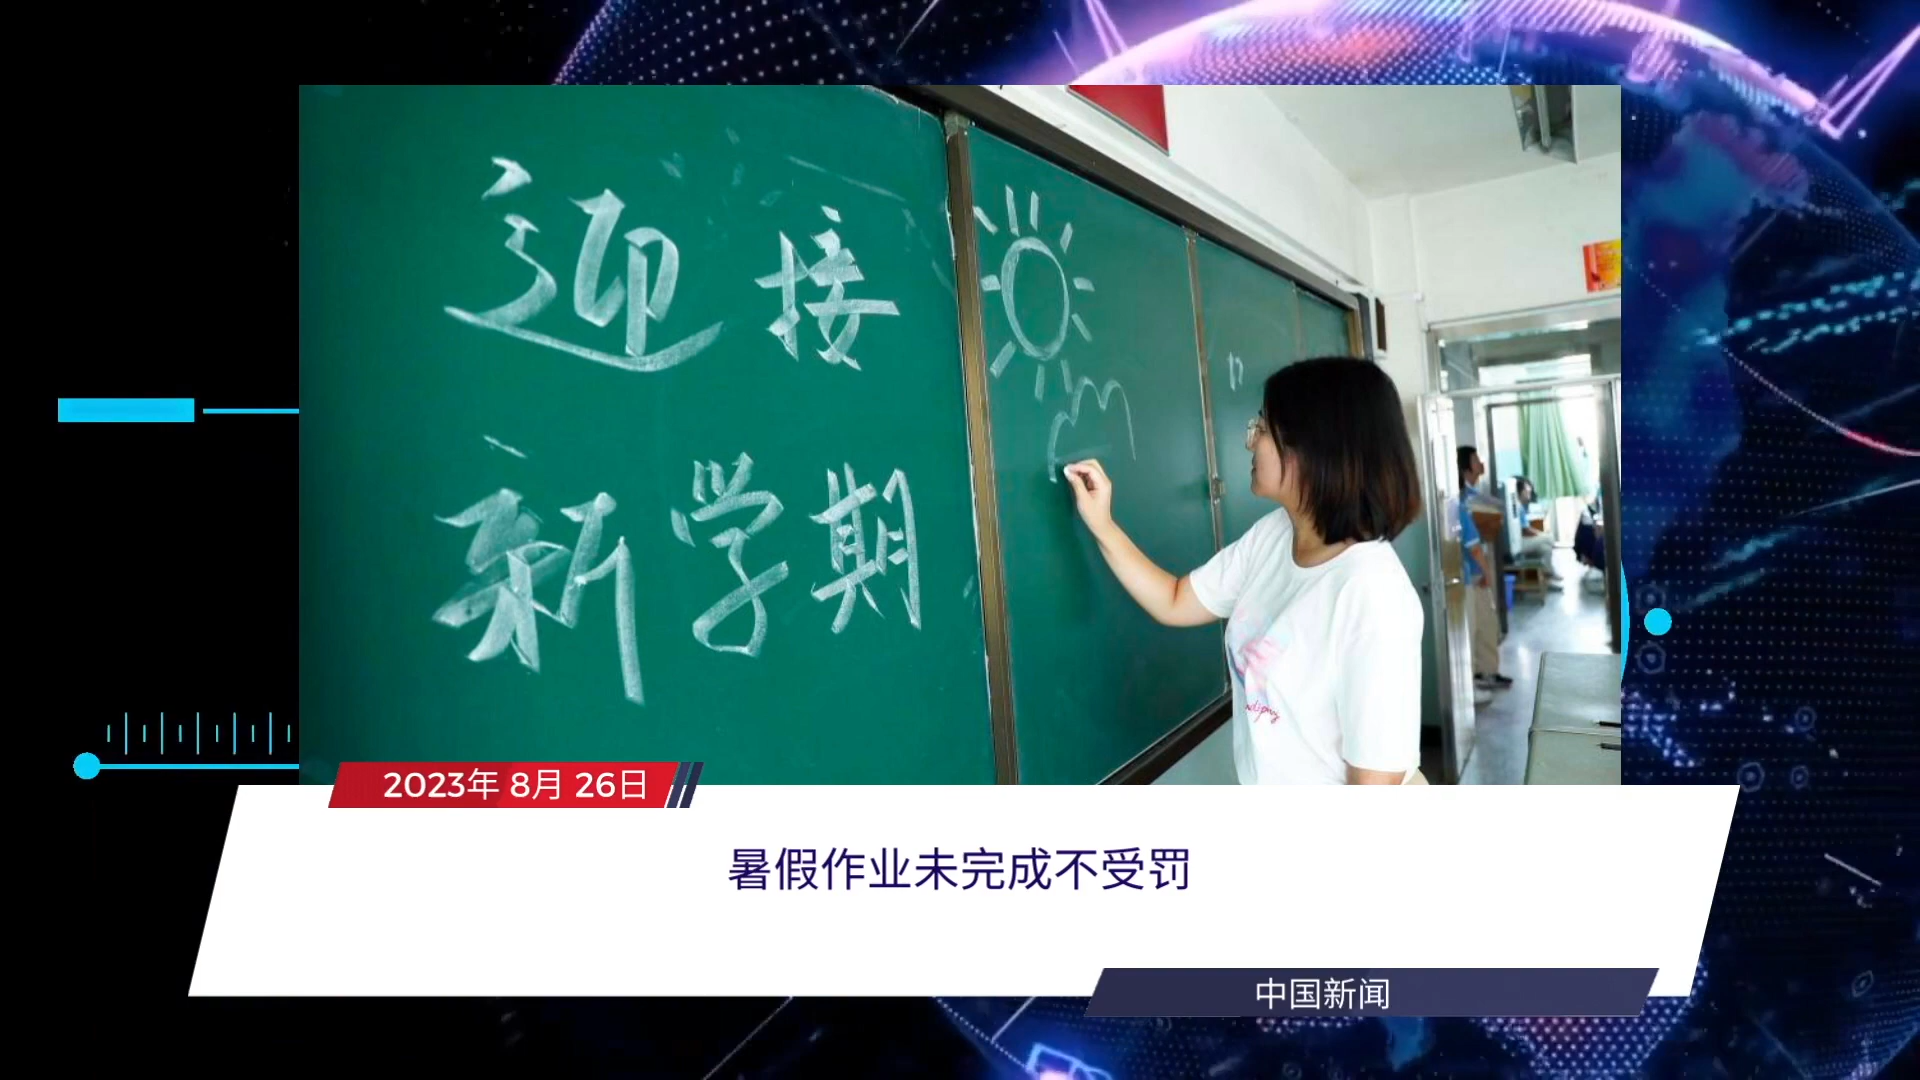 迎接
新学期
2023年 8月 26日
暑假作业未完成不受罚
中国新闻